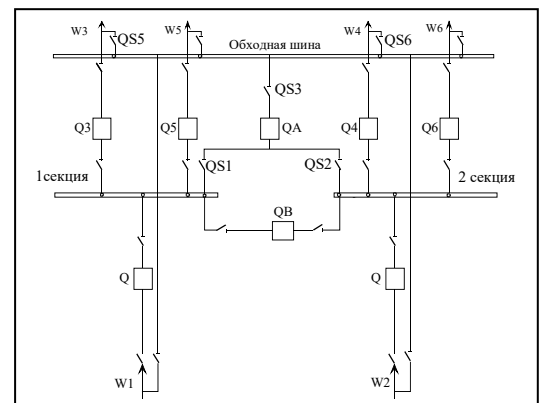 W3
QS5
W5
Обходная шина
W4
QS6
W6
QS3
Q3
Q5
QA
Q4
Q6
QS1
QS2
1секция
2 секция
QB
Q
Q
W1
W2